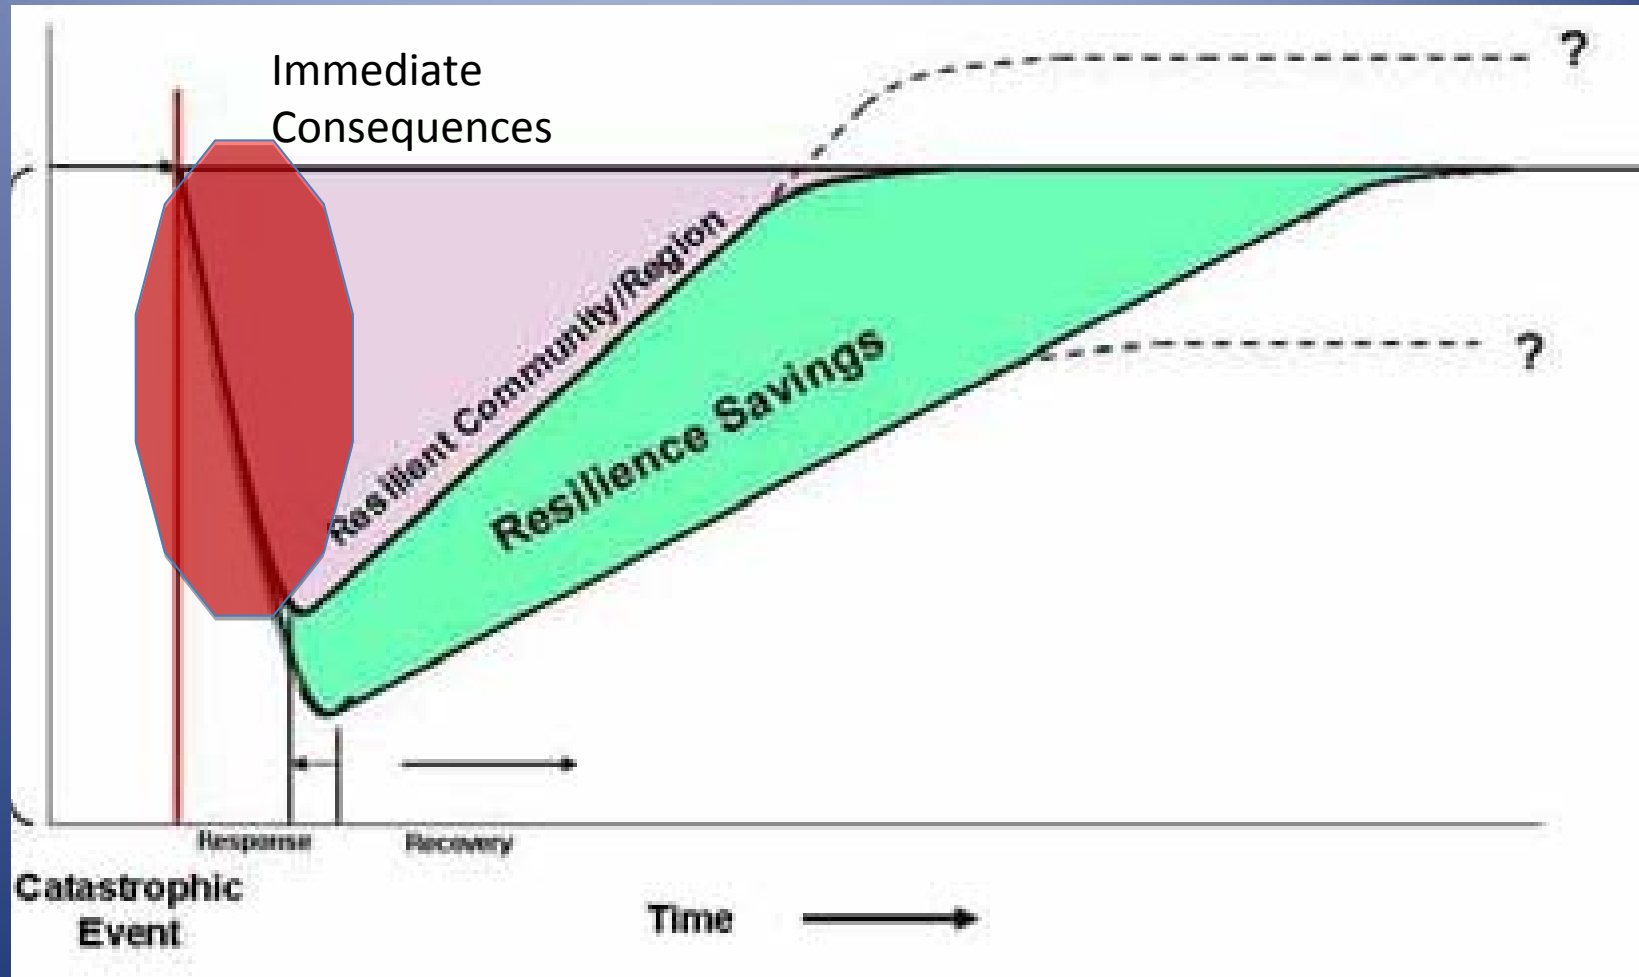 Immediate
Consequences
?
Resilient Community/Region
Resilience Savings
?
Response
Recovery
Catastrophic
Event
Time